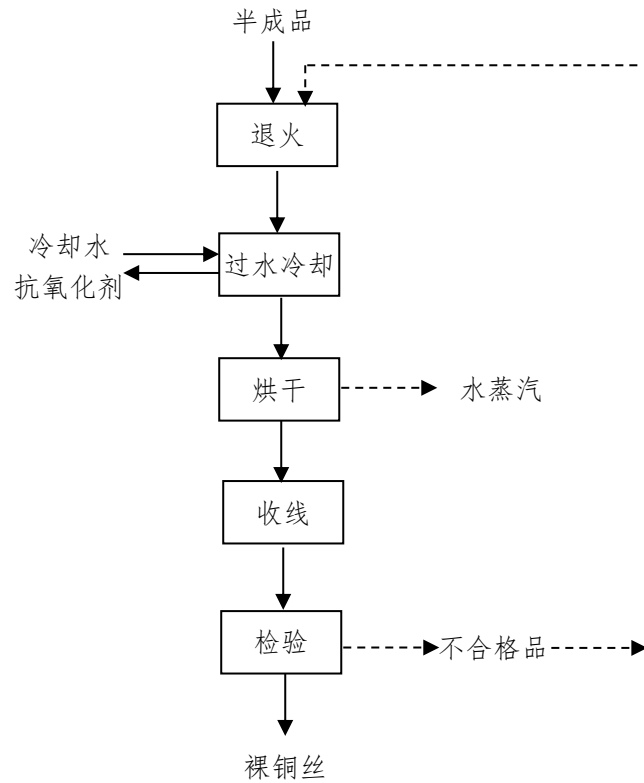 半成品
退火
冷却水
抗氧化剂
过水冷却
烘干
水蒸汽
收线
检验
不合格品
裸铜丝